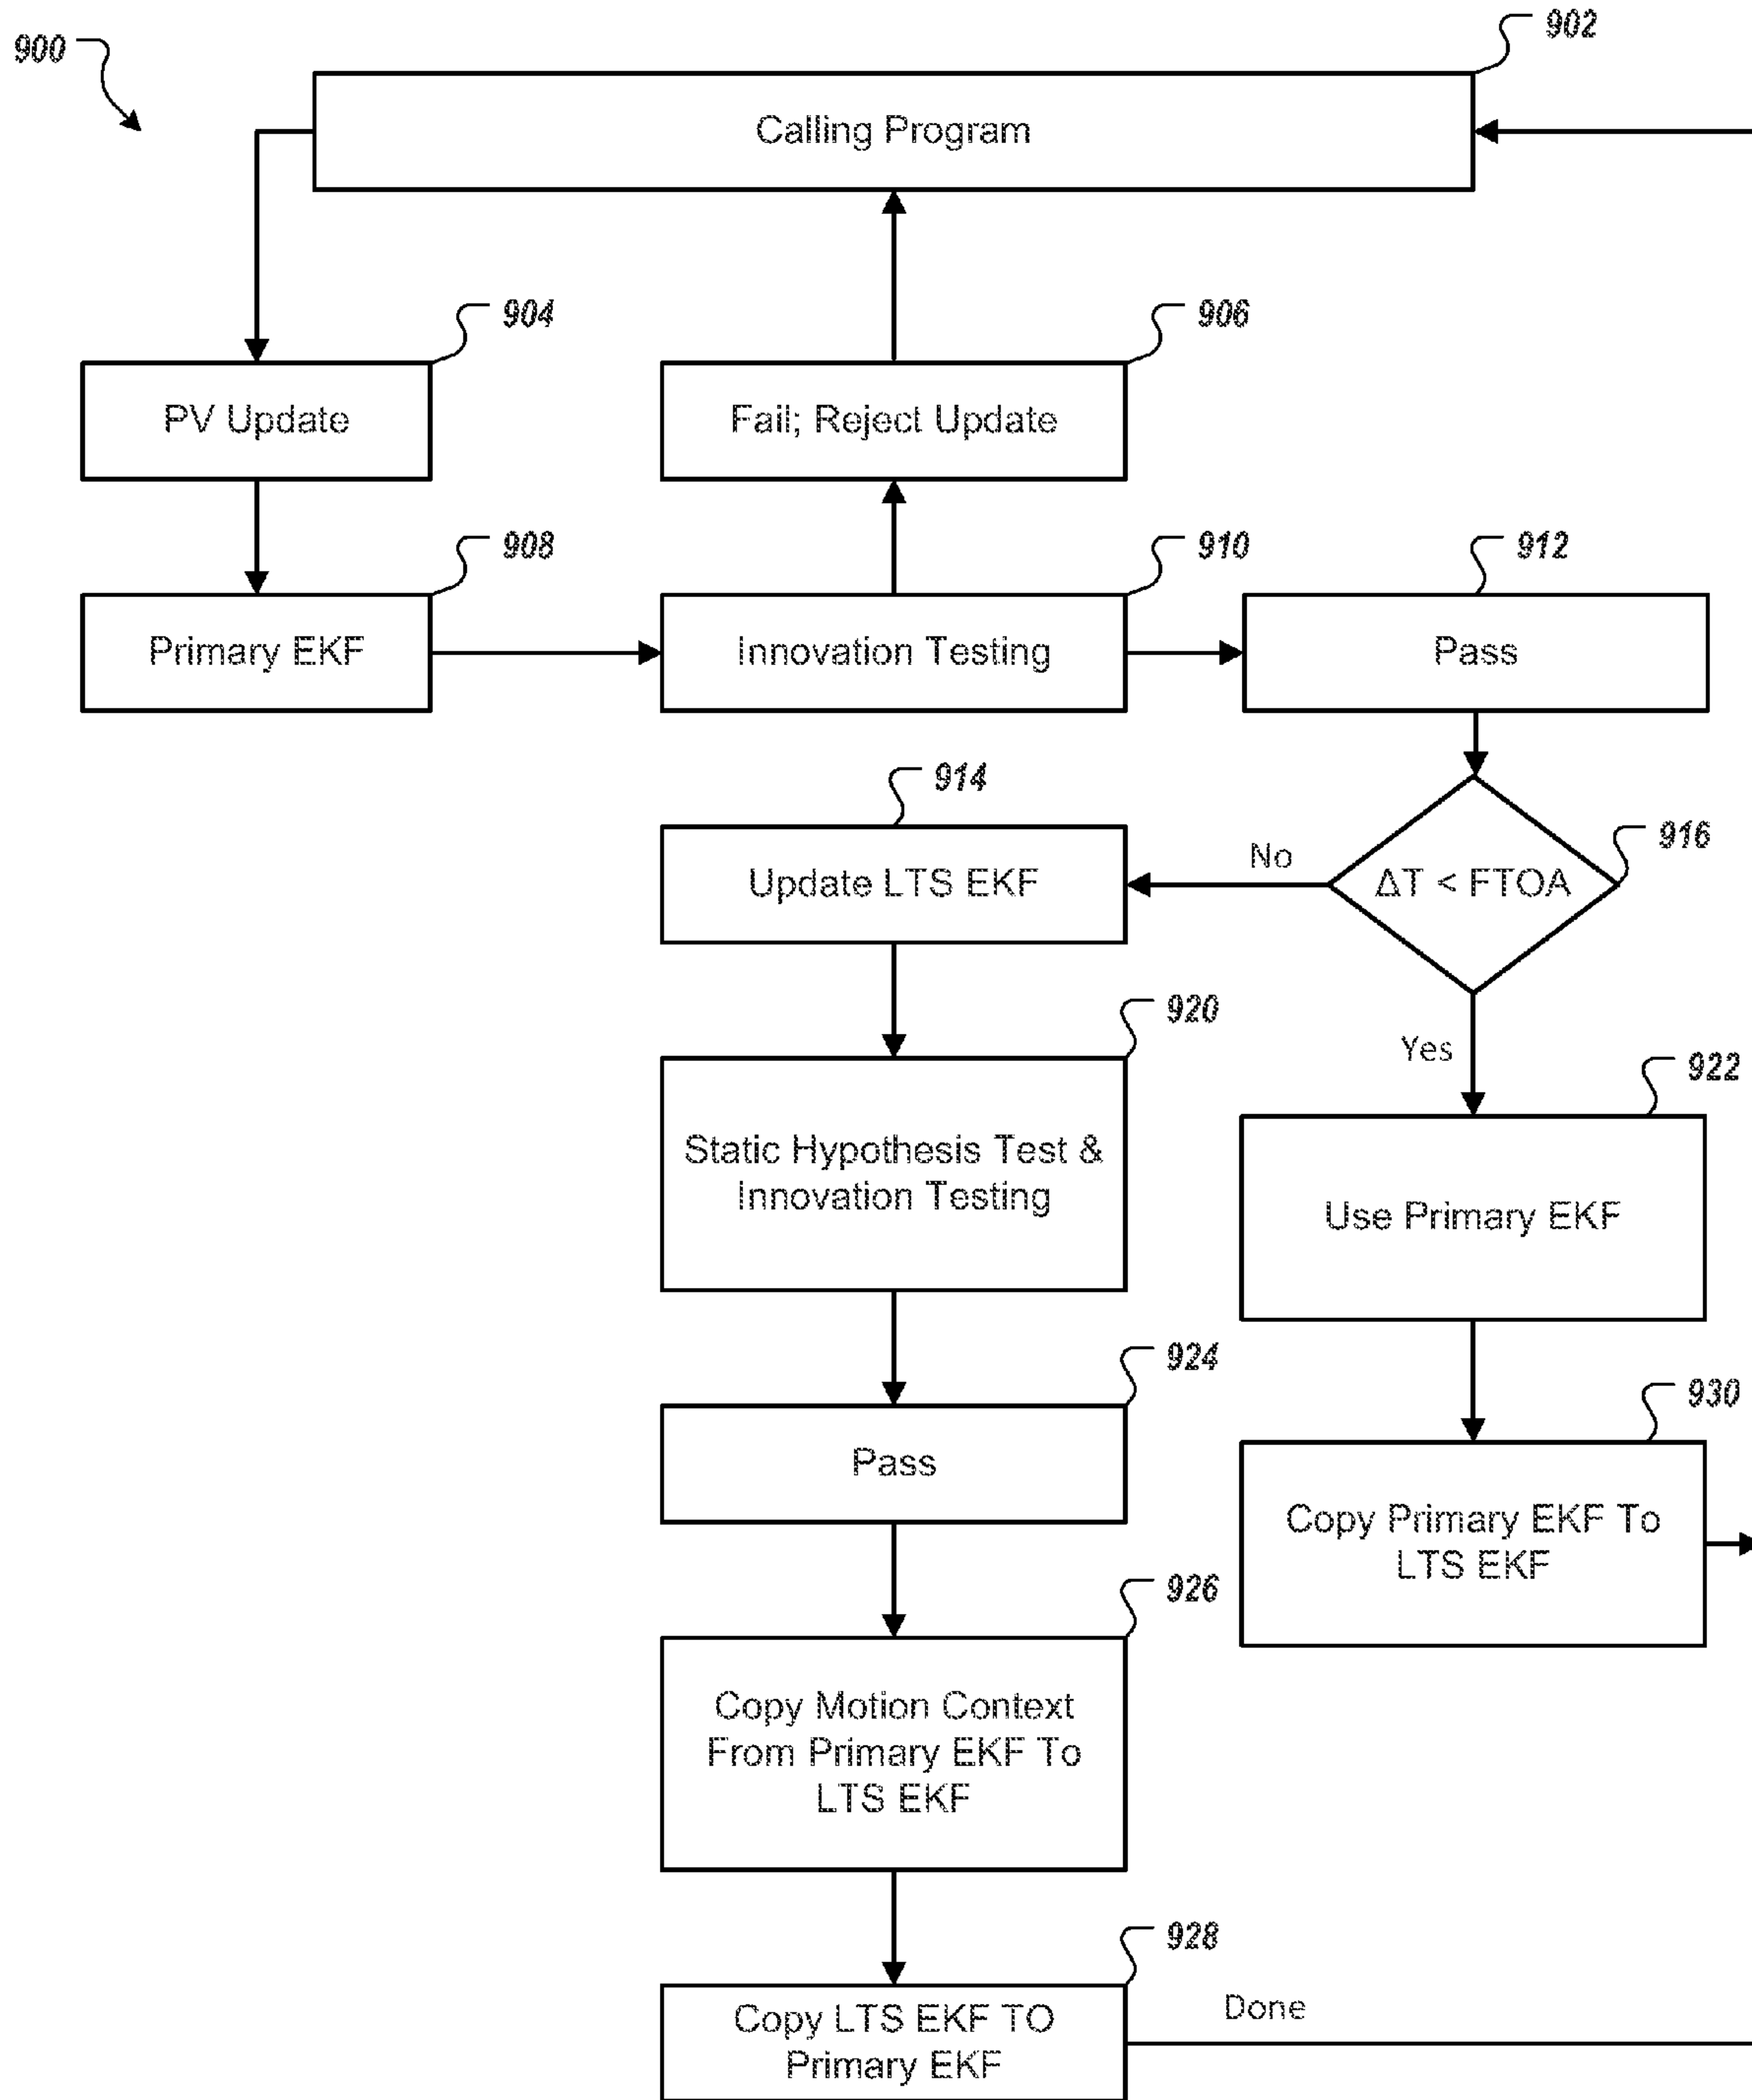 900
902
Calling Program
904
906
PV Update
Fail; Reject Update
908
910
912
Primary EKF
Innovation Testing
Pass
914
916
Update LTS EKF
No
ΔT < FTOA
920
Yes
922
Static Hypothesis Test &
Innovation Testing
Use Primary EKF
924
930
Pass
Copy Primary EKF To
LTS EKF
926
Copy Motion Context
From Primary EKF To
LTS EKF
928
Copy LTS EKF TO
Primary EKF
Done